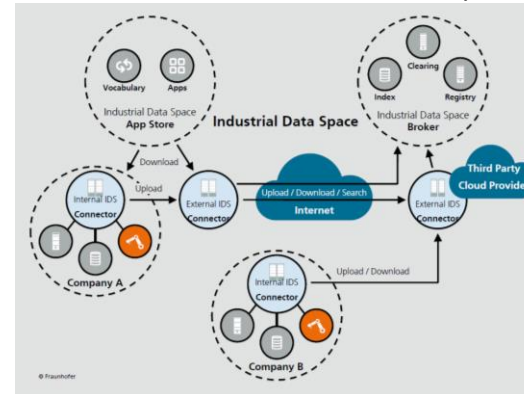 Clearing
Vocabulary
Apps
Index
Registry
Industrial Data Space
App Store
Industrial Data Space
Industrial Data Space
Broker
Download
Third Party
Cloud Provide
Upload
Internal IDS
Connector
External IDS
Connector
Upload / Download / Search
Internet
External IDS
Connector
Company A
Upload / Download
Internal IDS
Connector
Company B
© Fraunhofer